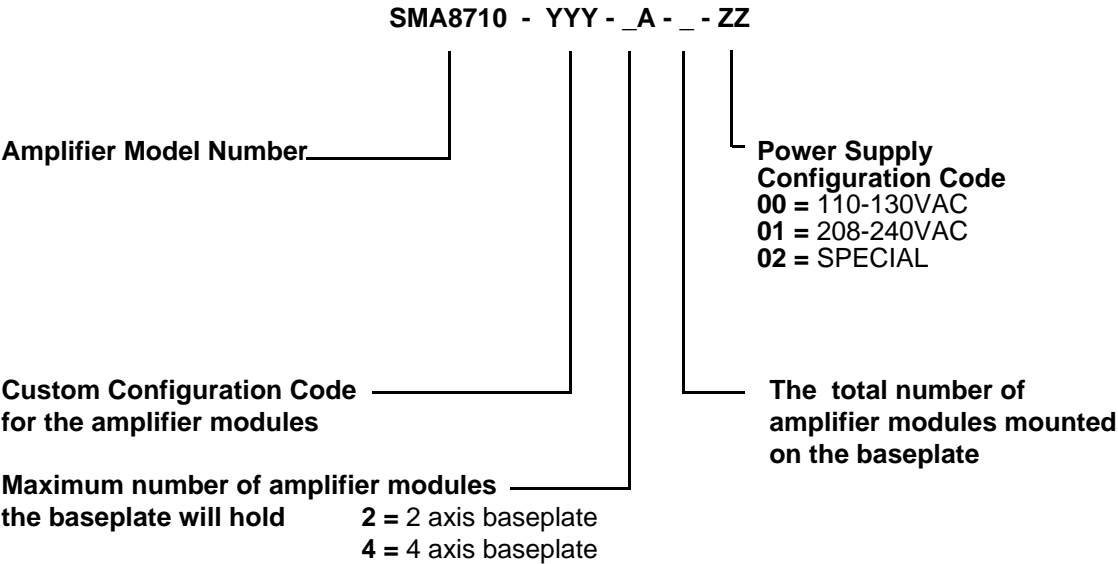 SMA8710 - YYY - _A - _ - ZZ
Amplifier Model Number
Power Supply
Configuration Code
00 = 110-130VAC
01 = 208-240VAC
02 = SPECIAL
Custom Configuration Code
for the amplifier modules
The total number of
amplifier modules mounted
on the baseplate
Maximum number of amplifier modules
the baseplate will hold 2 = 2 axis baseplate
4 = 4 axis baseplate